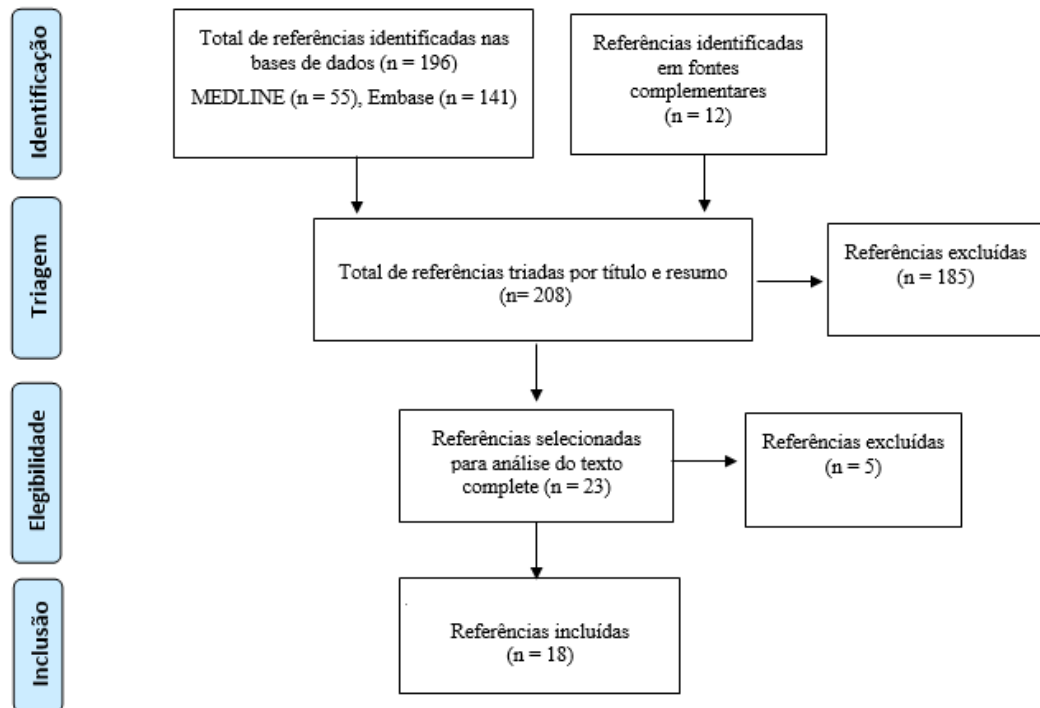 Identificação
Total de referências identificadas nas
bases de dados (n = 196)
MEDLINE (n = 55), Embase (n = 141)
Referências identificadas
em fontes
complementares
(n = 12)
Triagem
Total de referências triadas por título e resumo
(n= 208)
Referências excluídas
(n = 185)
Elegibilidade
Referências selecionadas
para análise do texto
complete (n = 23)
Referências excluídas
(n = 5)
Inclusão
.
Referências incluídas
(n = 18)